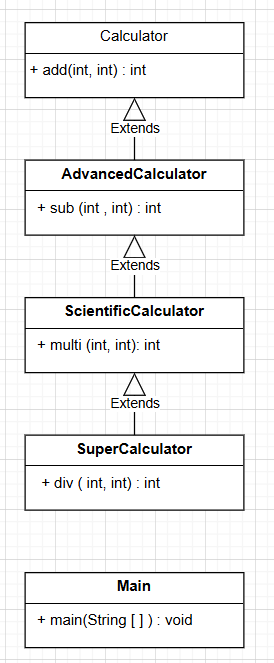 Calculator
+ add(int, int) : int
Extends
AdvancedCalculator
+ sub (int , int) : int
Extends
ScientificCalculator
+ multi (int, int): int
Extends
SuperCalculator
+ div ( int, int) : int
Main
+ main(String [ ] ) : void